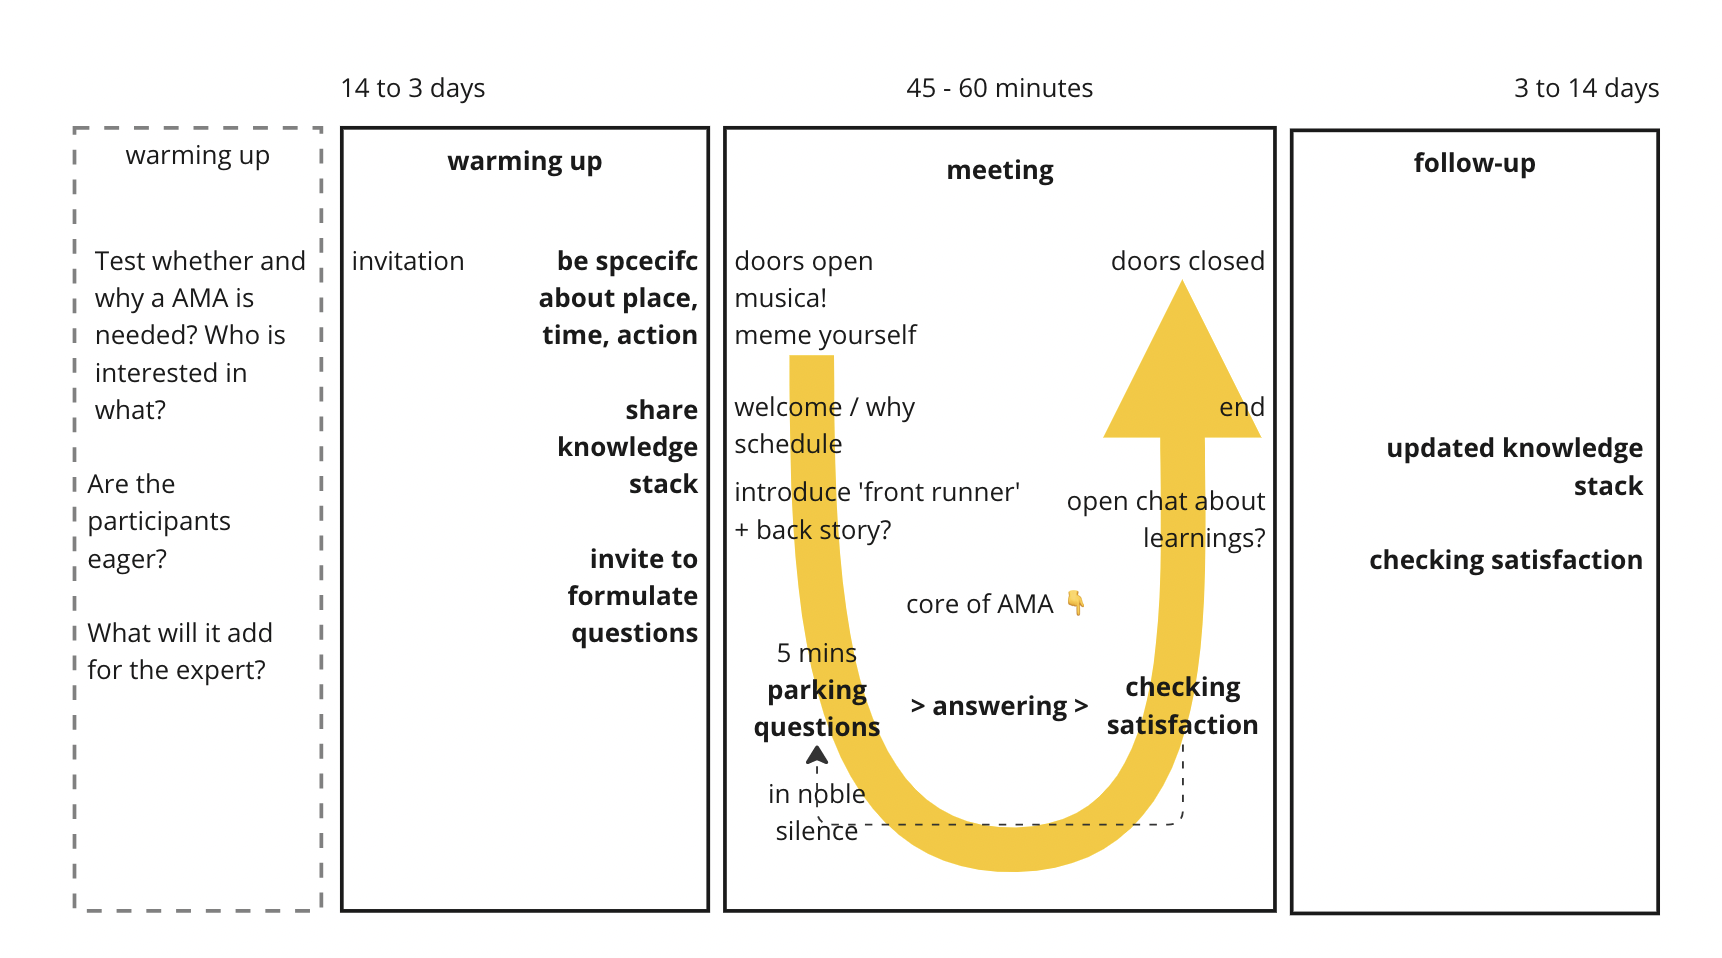 14 to 3 days
45 - 60 minutes
3 to 14 days
warming up
Test whether and
why a AMA is
needed? Who is
interested in
what?
Are the
participants
eager?
What will it add
for the expert?
warming up
invitation
be spcecifc
about place,
time, action
share
knowledge
stack
invite to
formulate
questions
meeting
doors open
musica!
meme yourself
welcome / why
schedule
introduce 'front runner'
+ back story?
doors closed
end
open chat about
learnings?
core of AMA 👇
5 mins
parking
questions
> answering >
checking
satisfaction
in noble
silence
follow-up
updated knowledge
stack
checking satisfaction